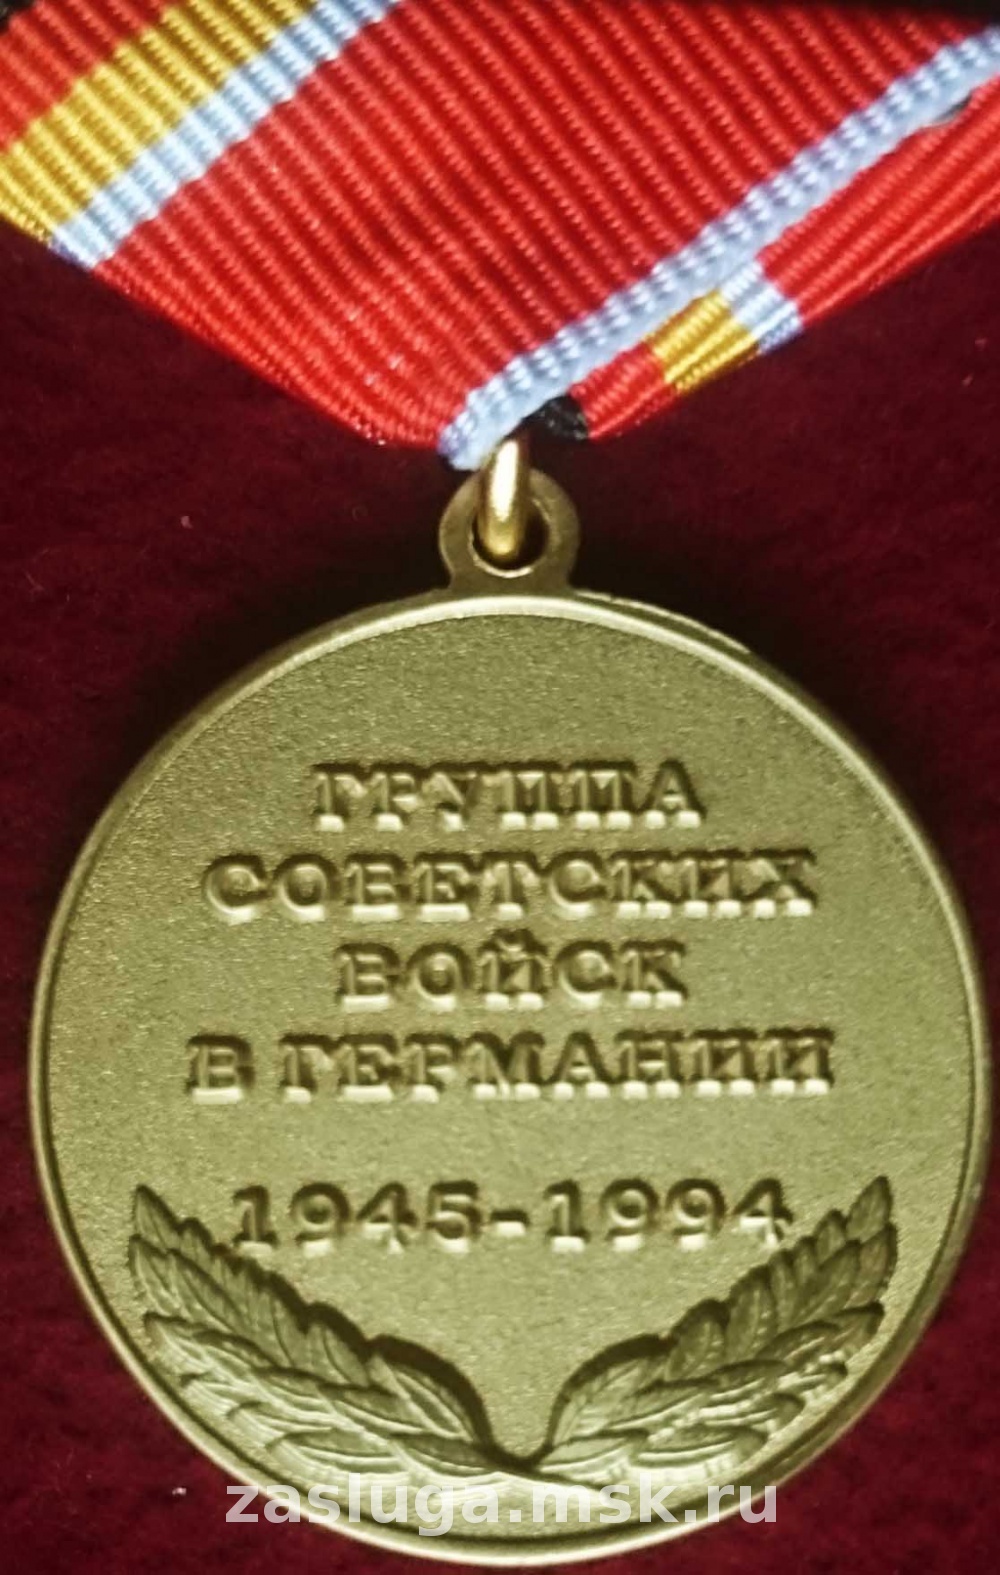 ГРУППА
СОВЕТСКИХ
ВОЙСК
В ГЕРМАНИИ
1945-1994
zasluga.msk.ru